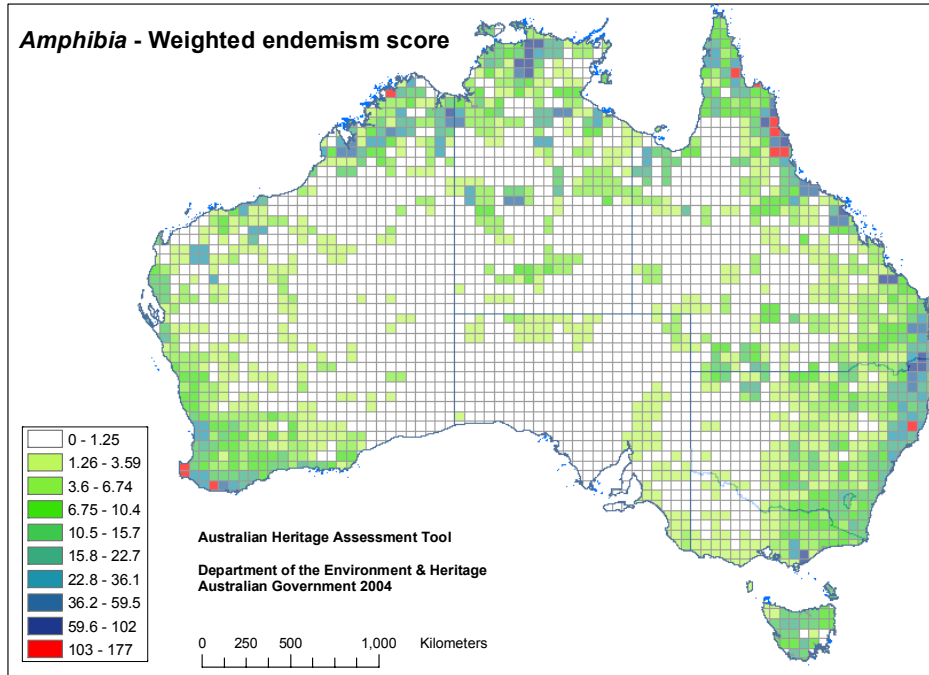 Amphibia - Weighted endemism score
0 - 1.25
1.26 - 3.59
3.6 - 6.74
6.75 - 10.4
10.5 - 15.7
15.8 - 22.7
22.8 - 36.1
36.2 - 59.5
59.6 - 102
103 - 177
Australian Heritage Assessment Tool
Department of the Environment & Heritage
Australian Government 2004
0 250 500 1,000 Kilometers